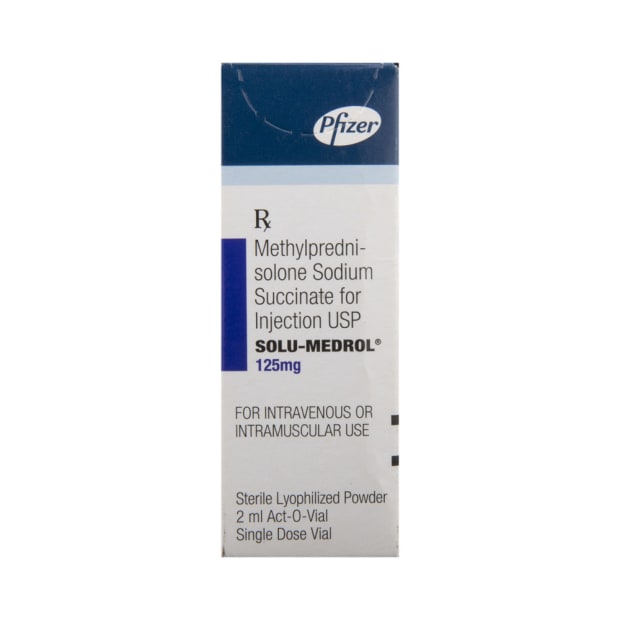 Pfizer
Rx
Methylpredni-
solone Sodium
Succinate for
Injection USP
SOLU-MEDROL®
125mg
FOR INTRAVENOUS OR
INTRAMUSCULAR USE
Sterile Lyophilized Powder
2 ml Act-O-Vial
Single Dose Vial